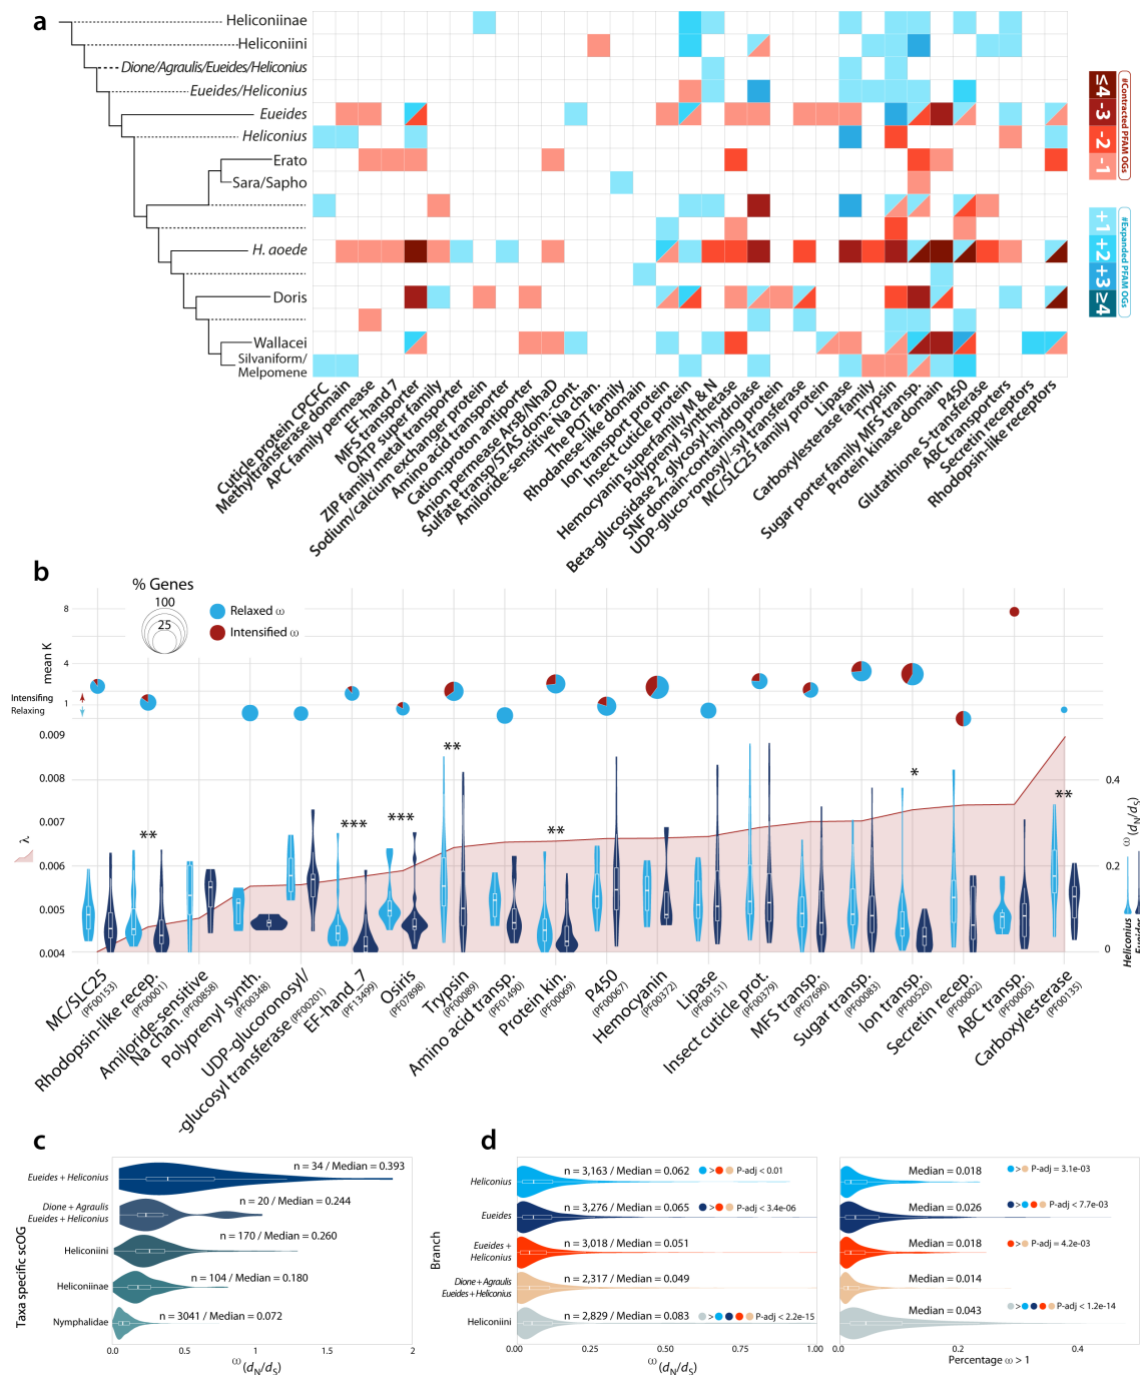 a
Heliconiinae
Heliconiini
Dione/Agraulis/Eueides/Heliconius
Eueides/Heliconius
Eueides
Heliconius
Erato
Sara/Sapho
H. aoede
Doris
Wallacei
Silvaniform/
Melpomene
#Contracted PFAM OGs
≤4 -3 -2 -1
#Expanded PFAM OGs
+1 +2 +3 ≥4
Cuticle protein CPCFC
Methyltransferase domain
APC family permease
EF-hand 7
MFS transporter
OATP super family
ZIP family metal transporter
Sodium/calcium exchanger protein
Amino acid transporter
Cation:proton antiporter
Anion permease ArsB/NhaD
Sulfate transp/STAS dom.-cont.
Amiloride-sensitive Na chan.
The POT family
Rhodanese-like domain
Ion transport protein
Insect cuticle protein
Hemocyanin superfamily M & N
Polyprenyl synthetase
Beta-glucosidase 2, glycosyl-hydrolase
SNF domain-containing protein
UDP-gluco-ronosyl/-syl transferase
MC/SLC25 family protein
Lipase
Carboxylesterase family
Trypsin
Sugar porter family MFS transp.
Protein kinase domain
P450
Glutathione S-transferase
ABC transporters
Secretin receptors
Rhodopsin-like receptors
b
% Genes
100
25
Relaxed ω
Intensified ω
mean K
8
4
1
Intensifing
Relaxing
λ
0.009
0.008
0.007
0.006
0.005
0.004
**
***
***
**
**
*
**
0.4
0.2
0
ω (dN/dS)
Heliconius
Eueides
MC/SLC25 (PF00153)
Rhodopsin-like recep. (PF00001)
Amiloride-sensitive
Na chan. (PF00858)
Polyprenyl synth. (PF00348)
UDP-glucoronosyl/
-glucosyl transferase (PF00201)
EF-hand_7 (PF13499)
Osiris (PF07898)
Trypsin (PF00089)
Amino acid transp. (PF01490)
Protein kin. (PF00069)
P450 (PF00067)
Hemocyanin (PF00372)
Lipase (PF00151)
Insect cuticle prot. (PF00379)
MFS transp. (PF07690)
Sugar transp. (PF00083)
Ion transp. (PF00520)
Secretin recep. (PF00002)
ABC transp. (PF00005)
Carboxylesterase (PF00135)
c
Taxa specific scOG
Eueides + Heliconius
n = 34 / Median = 0.393
Dione + Agraulis
Eueides + Heliconius
n = 20 / Median = 0.244
Heliconiini
n = 170 / Median = 0.260
Heliconiinae
n = 104 / Median = 0.180
Nymphalidae
n = 3041 / Median = 0.072
0.0 0.5 1 1.5 2
ω (dN/dS)
d
Branch
Heliconius
n = 3,163 / Median = 0.062
> P-adj < 0.01
Eueides
n = 3,276 / Median = 0.065
> P-adj < 3.4e-06
Eueides +
Heliconius
n = 3,018 / Median = 0.051
Dione + Agraulis
Eueides + Heliconius
n = 2,317 / Median = 0.049
Heliconiini
n = 2,829 / Median = 0.083
> P-adj < 2.2e-15
0.00 0.25 0.50 0.75 1.00
ω (dN/dS)
Median = 0.018
> P-adj = 3.1e-03
Median = 0.026
> P-adj < 7.7e-03
Median = 0.018
> P-adj = 4.2e-03
Median = 0.014
Median = 0.043
> P-adj < 1.2e-14
0.0 0.2 0.4
Percentage ω > 1